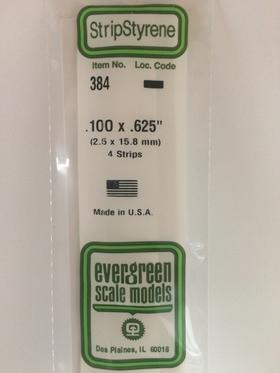 StripStyrene
Item No. Loc. Code
384
.100 x .625"
(2.5 x 15.8 mm)
4 Strips
Made in U.S.A.
evergreen
scale models
Des Plaines, IL 60018